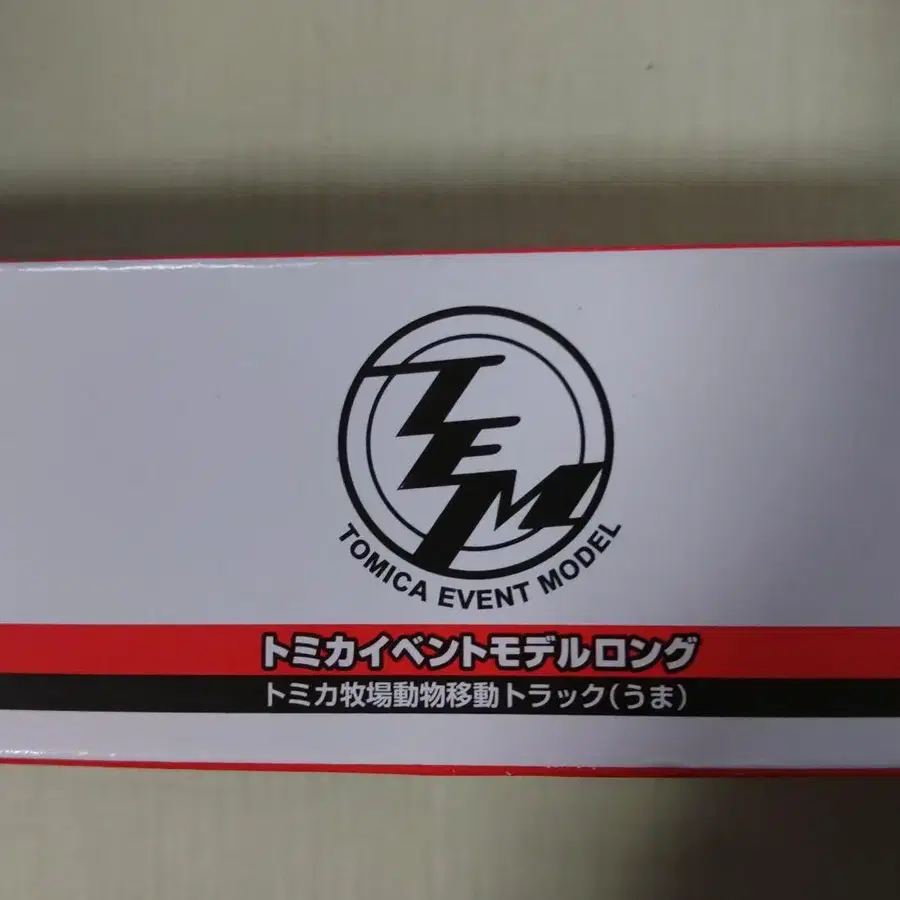 TEM
TOMICA EVENT MODEL
トミカイベントモデルロング
トミカ牧場動物移動トラック(うま)